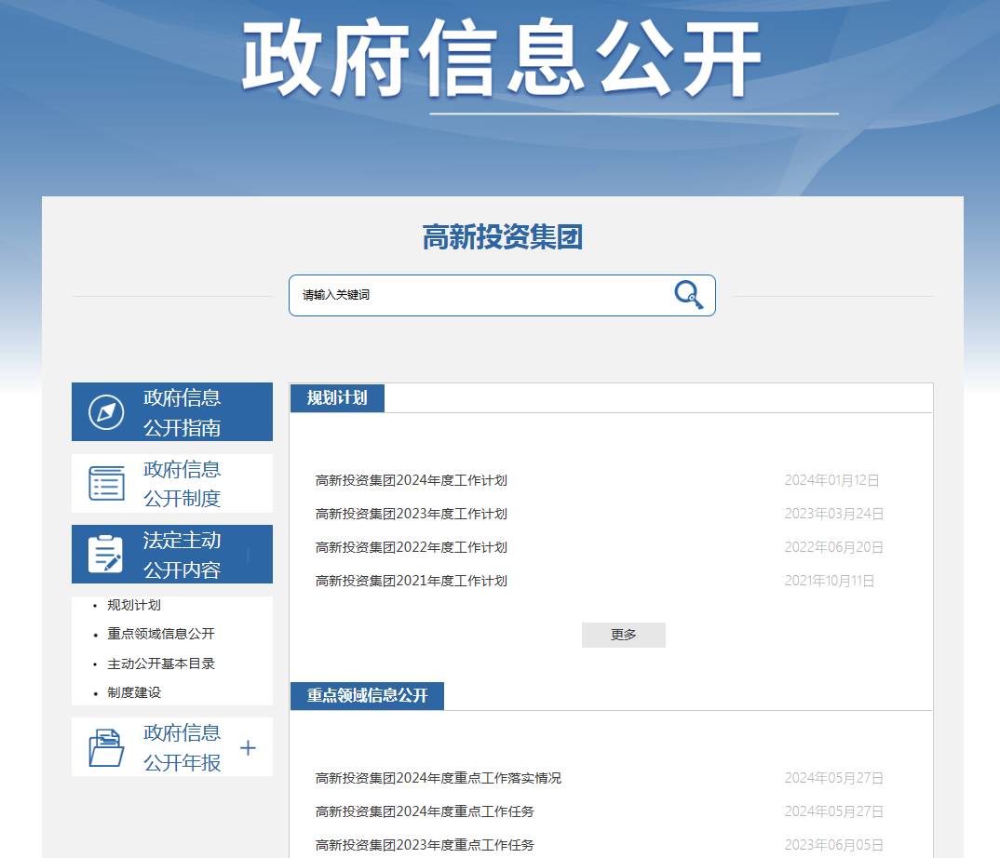 政府信息公开
高新投资集团
请输入关键词
政府信息
公开指南
政府信息
公开制度
法定主动
公开内容
规划计划
重点领域信息公开
主动公开基本目录
制度建设
政府信息
公开年报
规划计划
高新投资集团2024年度工作计划 2024年01月12日
高新投资集团2023年度工作计划 2023年03月24日
高新投资集团2022年度工作计划 2022年06月20日
高新投资集团2021年度工作计划 2021年10月11日
更多
重点领域信息公开
高新投资集团2024年度重点工作落实情况 2024年05月27日
高新投资集团2024年度重点工作任务 2024年05月27日
高新投资集团2023年度重点工作任务 2023年06月05日